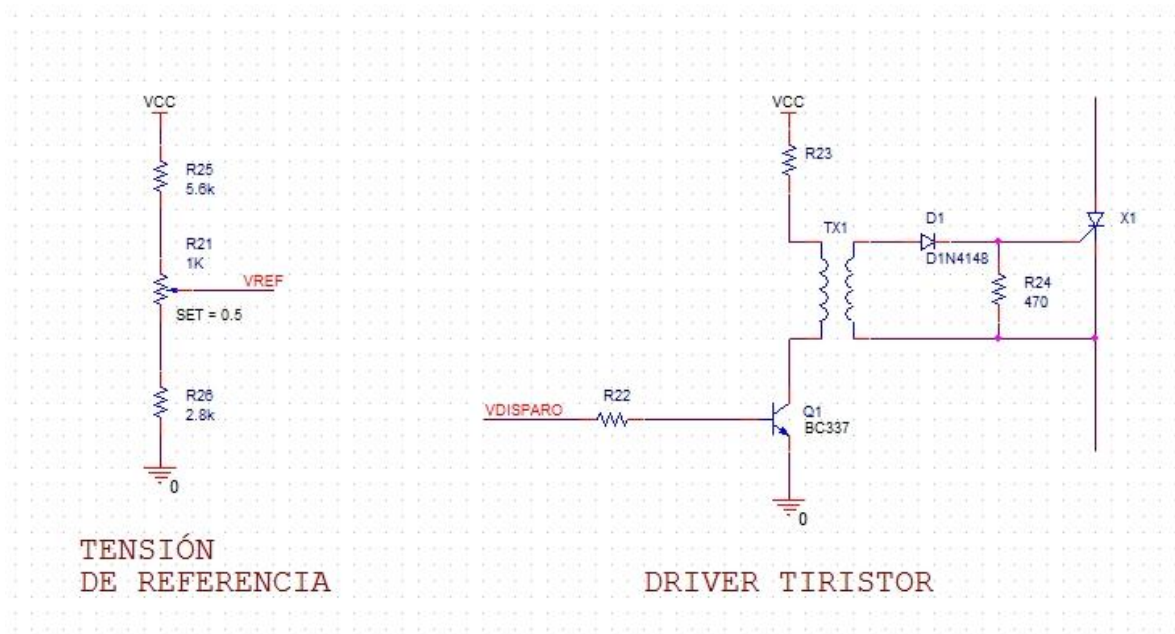 VCC
R25
5.6k
R21
1K
VREF
SET = 0.5
R26
2.8k
0
TENSIÓN
DE REFERENCIA
VCC
R23
TX1
D1
D1N4148
X1
R24
470
R22
VDISPARO
Q1
BC337
0
DRIVER TIRISTOR